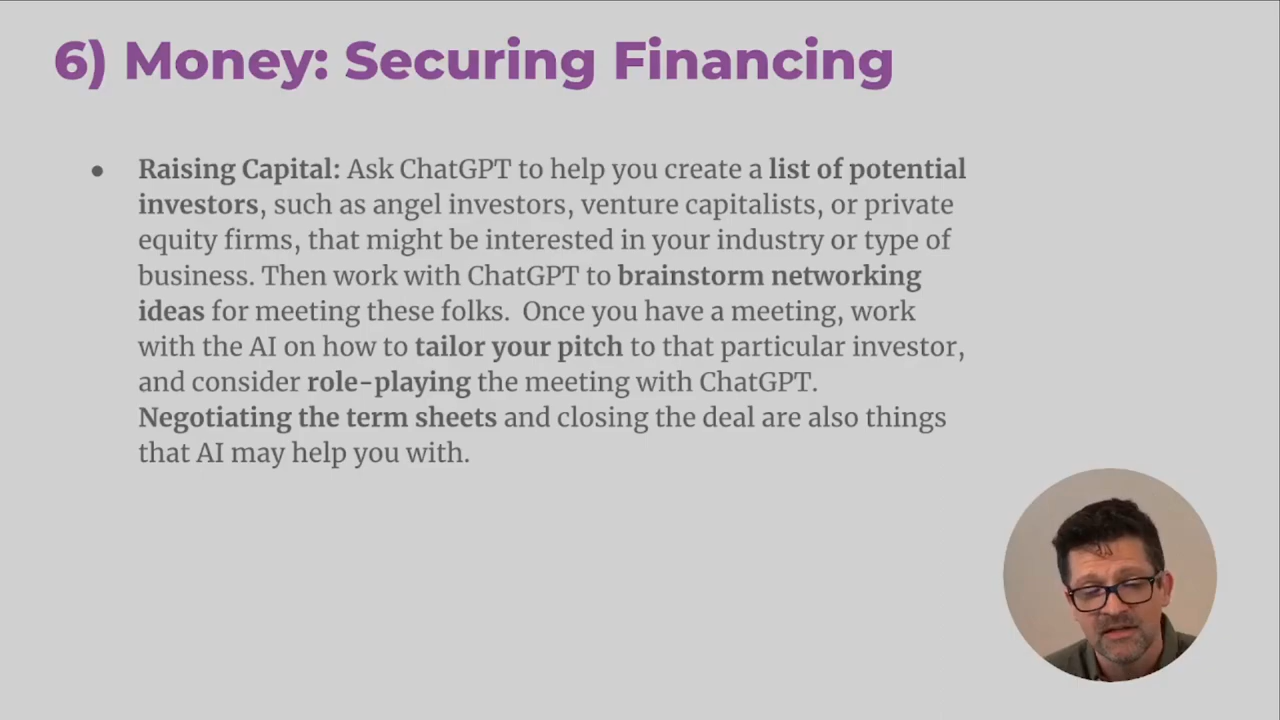 6) Money: Securing Financing
● Raising Capital: Ask ChatGPT to help you create a list of potential
investors, such as angel investors, venture capitalists, or private
equity firms, that might be interested in your industry or type of
business. Then work with ChatGPT to brainstorm networking
ideas for meeting these folks.  Once you have a meeting, work
with the AI on how to tailor your pitch to that particular investor,
and consider role-playing the meeting with ChatGPT.
Negotiating the term sheets and closing the deal are also things
that AI may help you with.